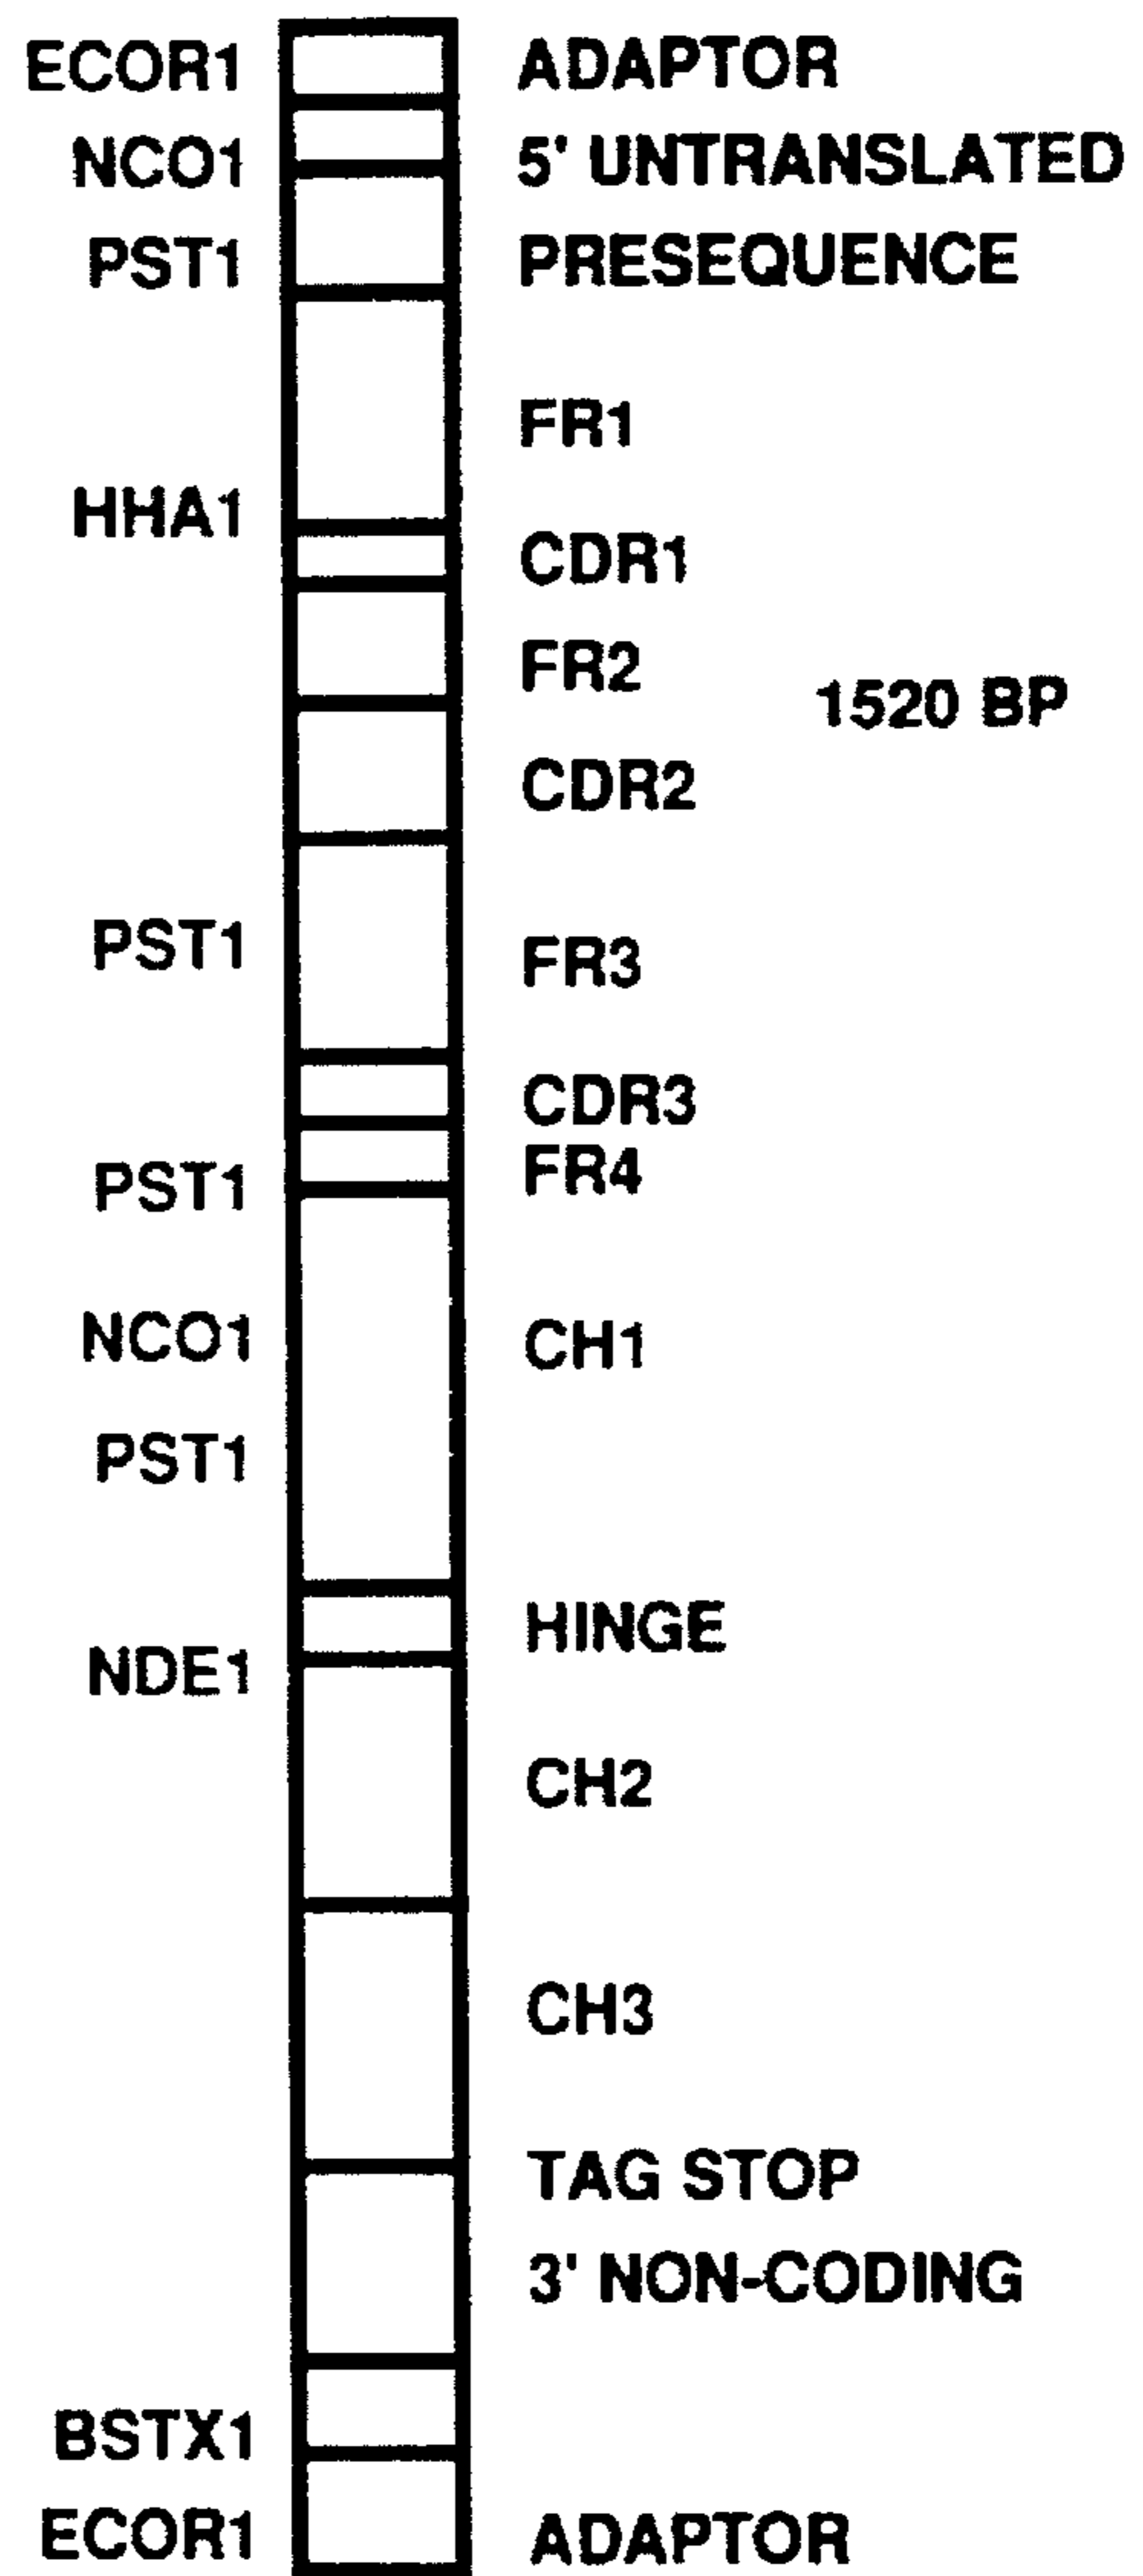 ECOR1 ADAPTOR
NCO1 5' UNTRANSLATED
PST1 PRESEQUENCE
FR1
HHA1
CDR1
FR2
1520 BP
CDR2
PST1 FR3
CDR3
PST1 FR4
NCO1 CH1
PST1
HINGE
NDE1
CH2
CH3
TAG STOP
3' NON-CODING
BSTX1
ECOR1 ADAPTOR